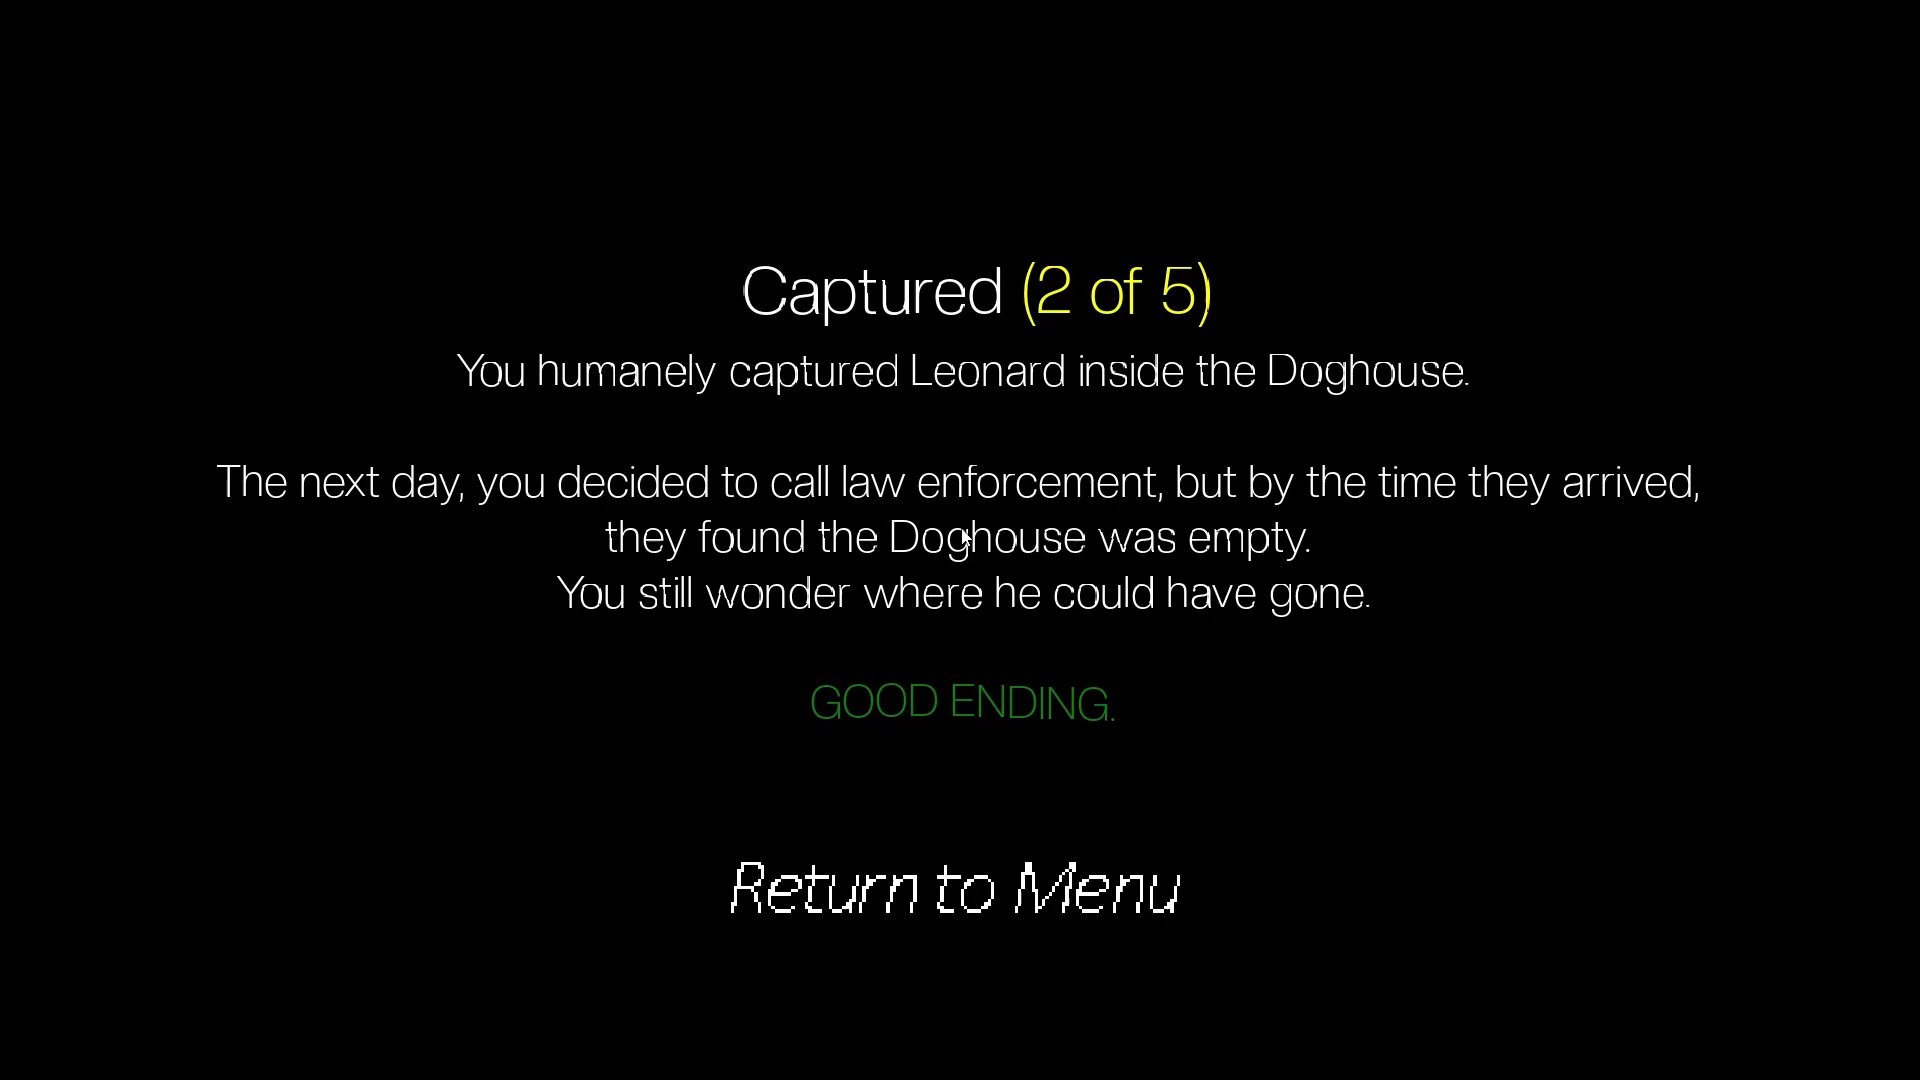 Captured (2 of 5)
You humanely captured Leonard inside the Doghouse.
The next day, you decided to call law enforcement, but by the time they arrived,
they found the Doghouse was empty.
You still wonder where he could have gone.
GOOD ENDING.
Return to Menu